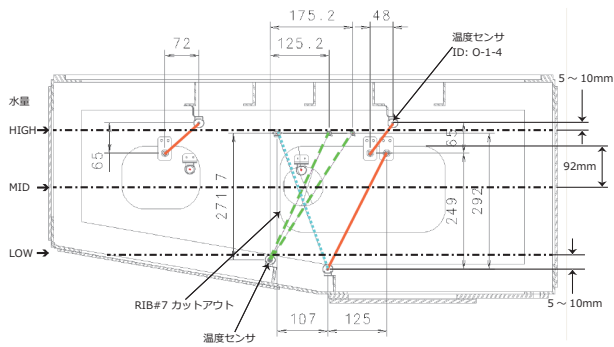 175.2
48
72
125.2
温度センサ
ID: O-1-4
5～10mm
水量
HIGH
65
65
92mm
MID
271.7
249
292
LOW
RIB#7 カットアウト
107
125
5～10mm
温度センサ